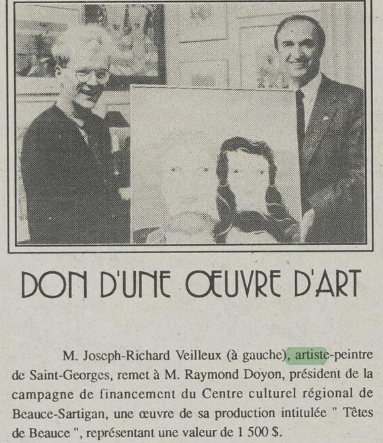 DON D'UNE ŒUVRE D'ART
M. Joseph-Richard Veilleux (à gauche), artiste-peintre
de Saint-Georges, remet à M. Raymond Doyon, président de la
campagne de financement du Centre culturel régional de
Beauce-Sartigan, une œuvre de sa production intitulée " Têtes
de Beauce ", représentant une valeur de 1 500 $.